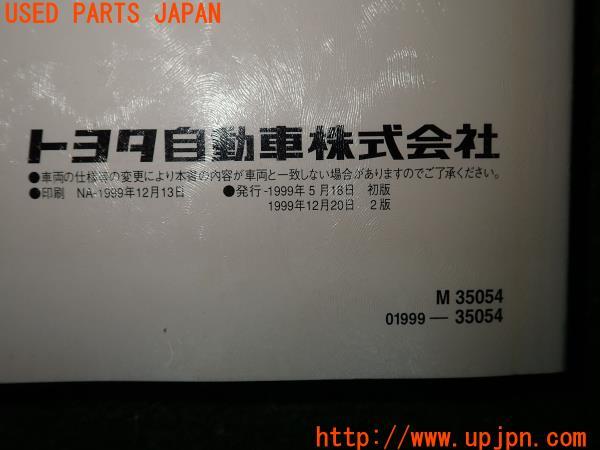 USED PARTS JAPAN
トヨタ自動車株式会社
●車両の仕様等の変更により本書の内容が車両と一致しない場合がありますのでご了承ください。
●印刷 NA-1999年12月13日 ●発行-1999年5月18日 初版
1999年12月20日 2版
M 35054
01999—35054
http://www.upjpn.com